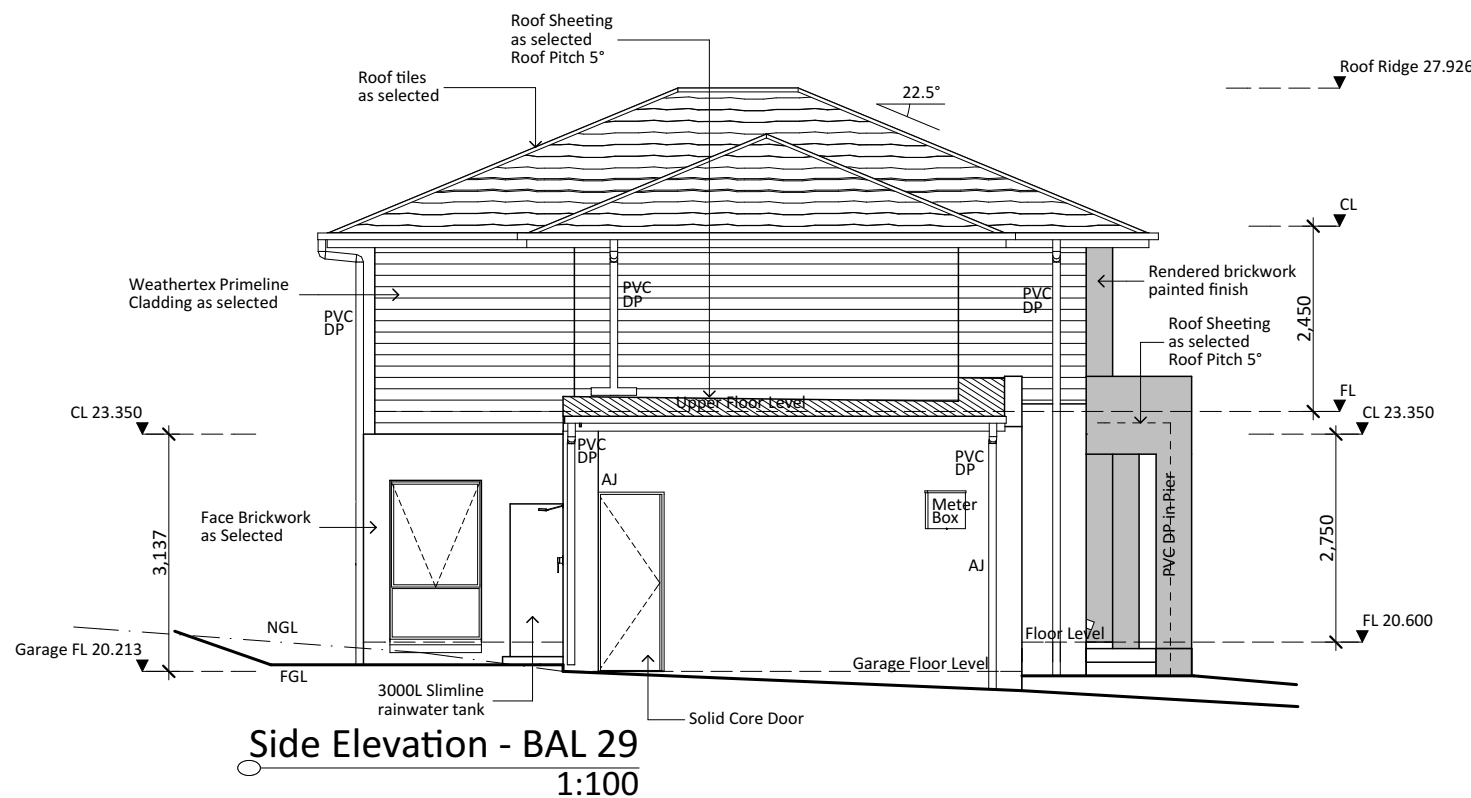 Roof Sheeting
as selected
Roof Pitch 5°
Roof tiles
as selected
22.5°
Roof Ridge 27.926
CL
Weathertex Primeline
Cladding as selected
PVC
DP
PVC
DP
PVC
DP
Rendered brickwork
painted finish
2,450
Roof Sheeting
as selected
Roof Pitch 5°
Upper Floor Level
FL
CL 23.350
CL 23.350
PVC
DP
PVC
DP
AJ
Meter
Box
Face Brickwork
as Selected
3,137
PVC DP in Pier
2,750
AJ
NGL
Floor Level
FL 20.600
Garage FL 20.213
Garage Floor Level
FGL
3000L Slimline
rainwater tank
Solid Core Door
Side Elevation - BAL 29
1:100